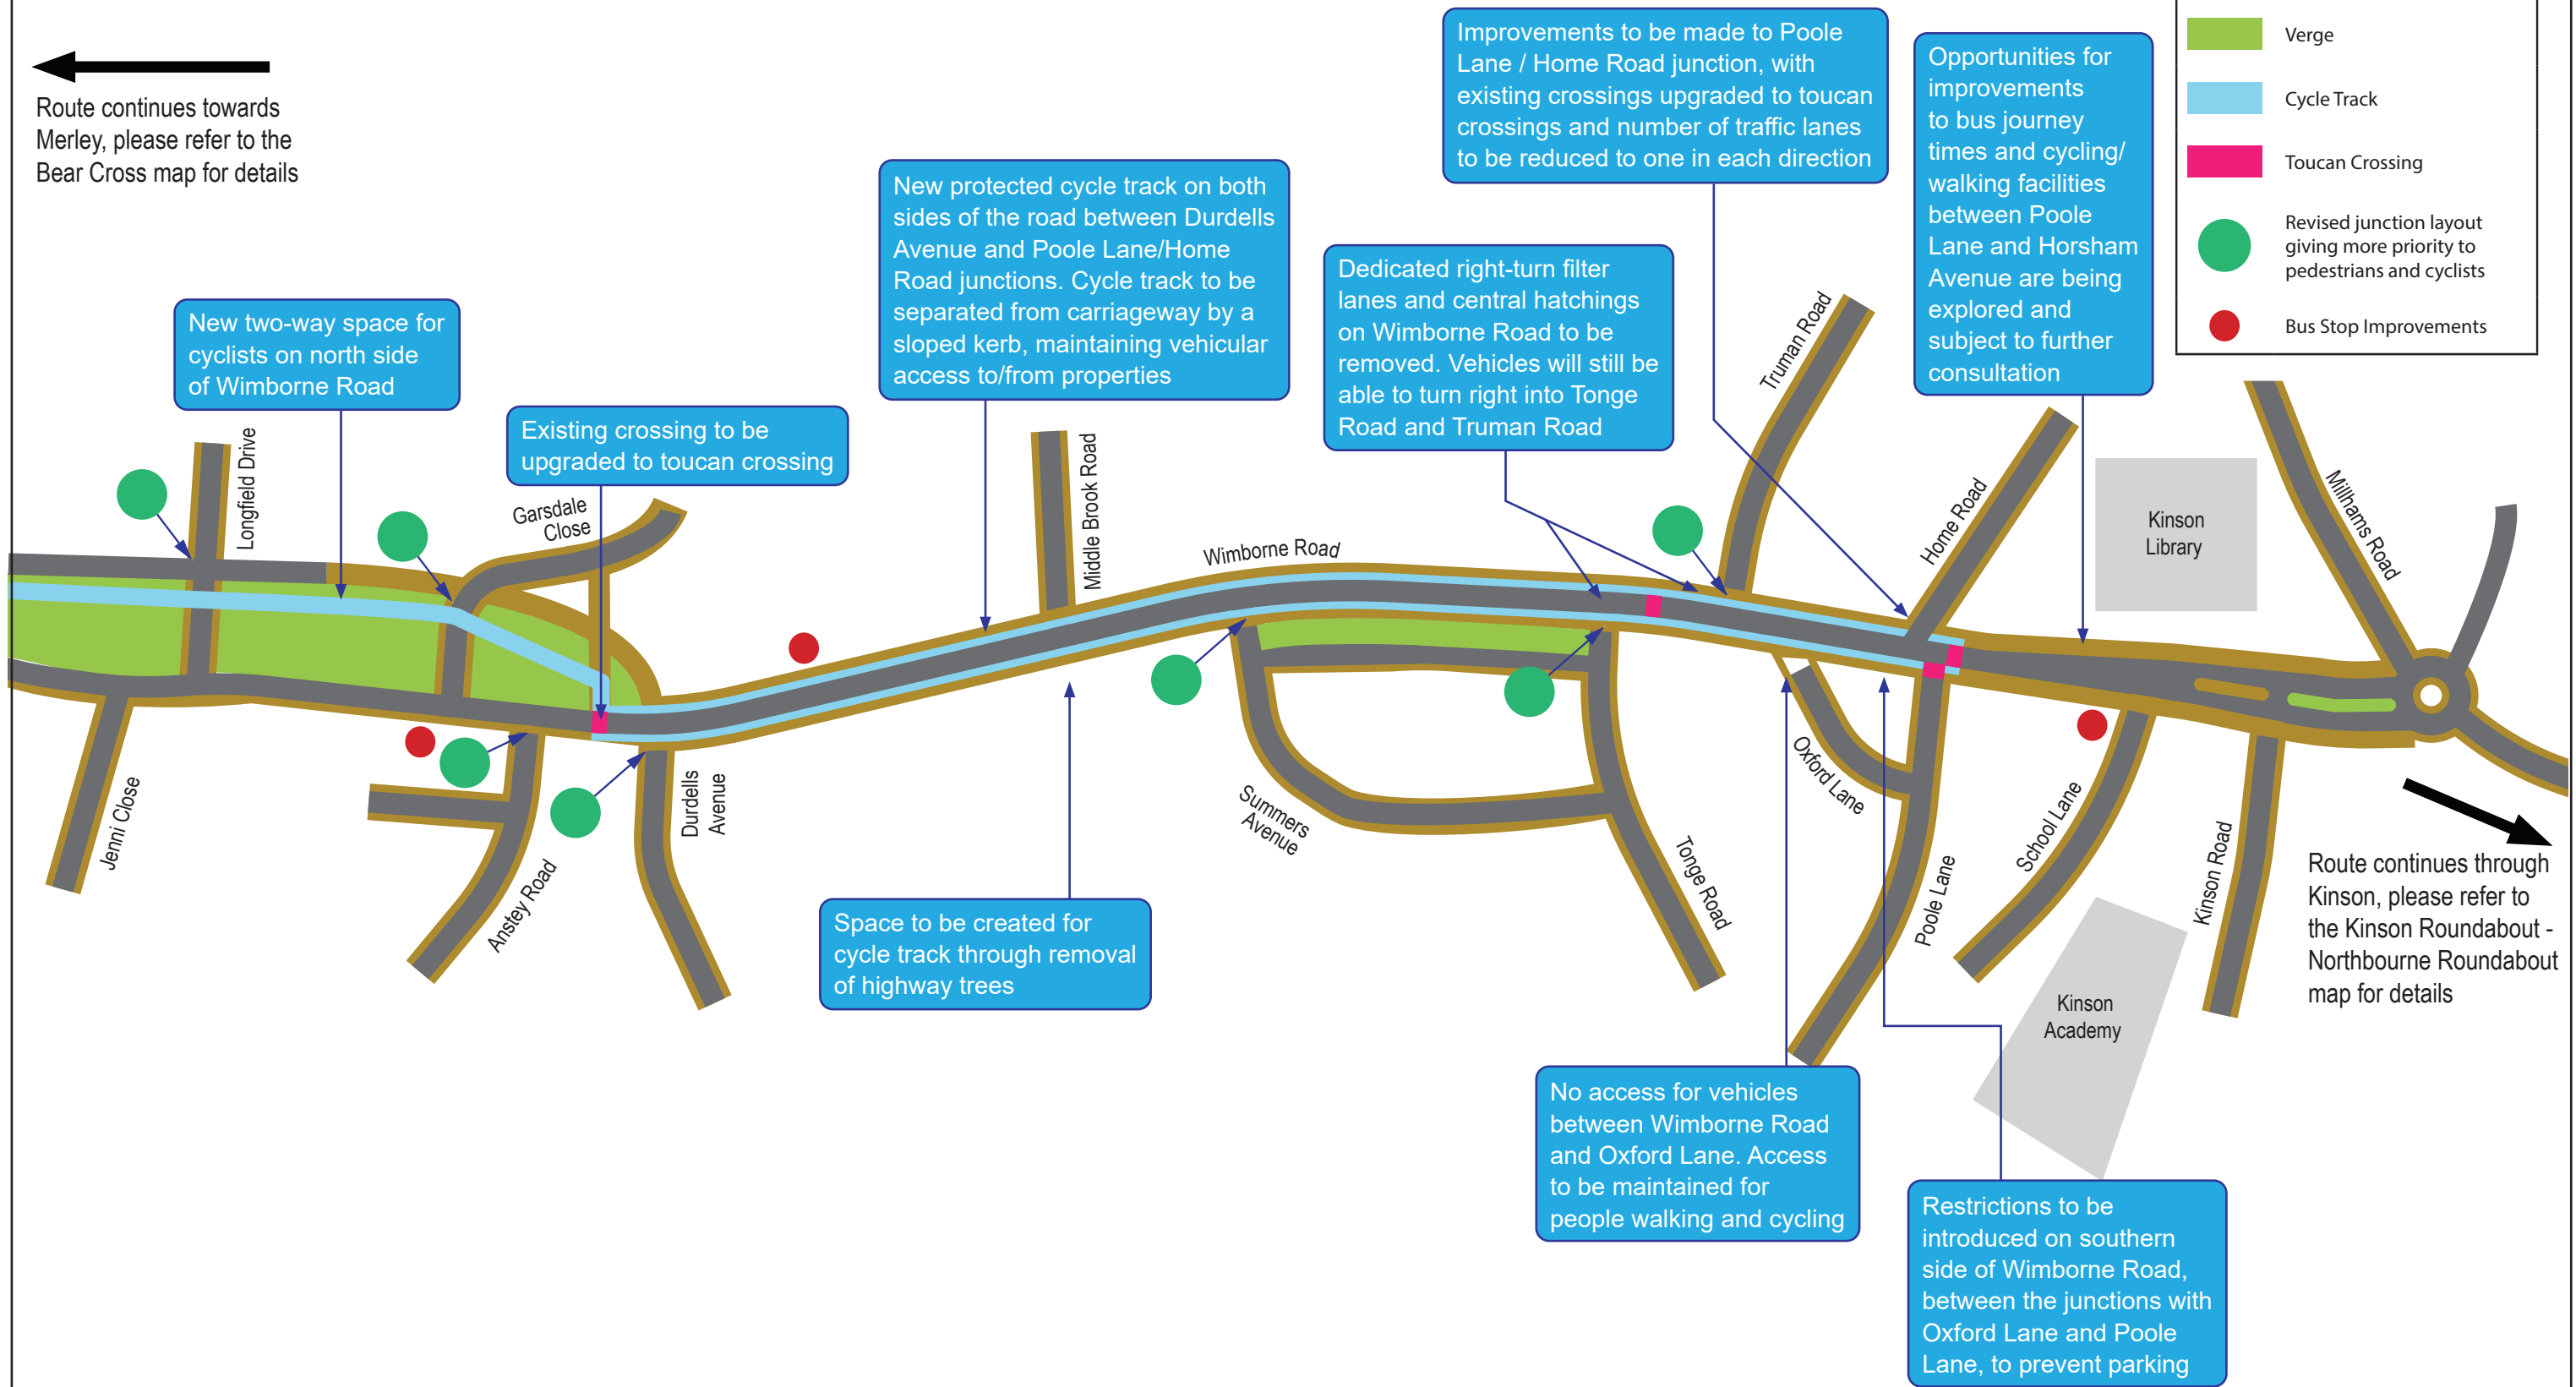 Route continues towards
Merley, please refer to the
Bear Cross map for details
New two-way space for
cyclists on north side
of Wimborne Road
Existing crossing to be
upgraded to toucan crossing
New protected cycle track on both
sides of the road between Durdells
Avenue and Poole Lane/Home
Road junctions. Cycle track to be
separated from carriageway by a
sloped kerb, maintaining vehicular
access to/from properties
Dedicated right-turn filter
lanes and central hatchings
on Wimborne Road to be
removed. Vehicles will still be
able to turn right into Tonge
Road and Truman Road
Improvements to be made to Poole
Lane / Home Road junction, with
existing crossings upgraded to toucan
crossings and number of traffic lanes
to be reduced to one in each direction
Opportunities for
improvements
to bus journey
times and cycling/
walking facilities
between Poole
Lane and Horsham
Avenue are being
explored and
subject to further
consultation
Verge
Cycle Track
Toucan Crossing
Revised junction layout
giving more priority to
pedestrians and cyclists
Bus Stop Improvements
Longfield Drive
Garsdale
Close
Middle Brook Road
Wimborne Road
Truman Road
Home Road
Kinson
Library
Millhams Road
Jenni Close
Anstey Road
Durdells
Avenue
Summers
Avenue
Tonge Road
Oxford Lane
Poole Lane
School Lane
Kinson Road
Kinson
Academy
Space to be created for
cycle track through removal
of highway trees
No access for vehicles
between Wimborne Road
and Oxford Lane. Access
to be maintained for
people walking and cycling
Restrictions to be
introduced on southern
side of Wimborne Road,
between the junctions with
Oxford Lane and Poole
Lane, to prevent parking
Route continues through
Kinson, please refer to
the Kinson Roundabout -
Northbourne Roundabout
map for details